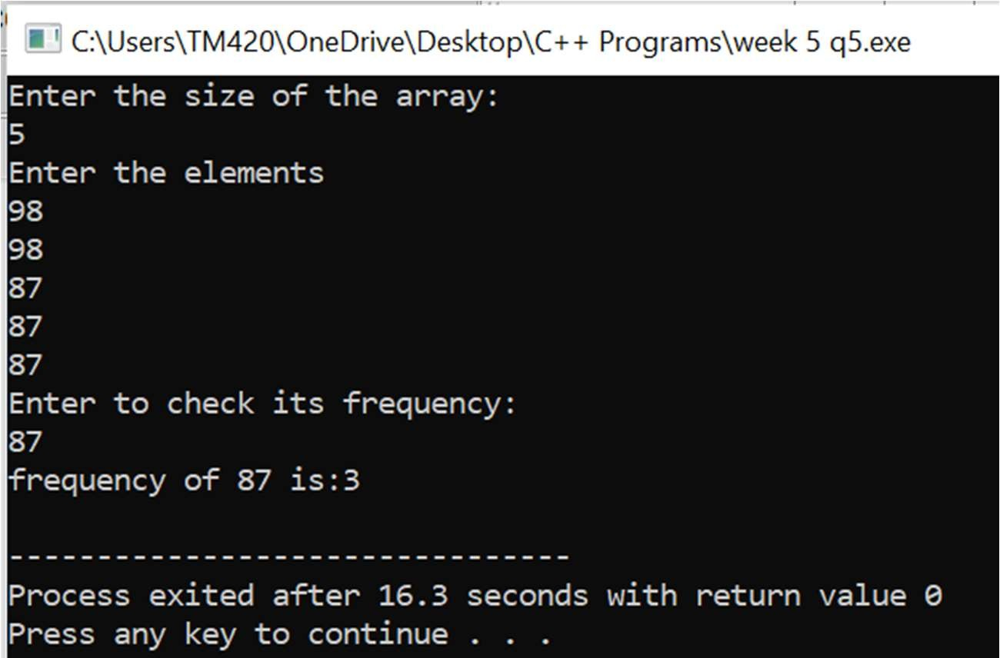 C:\Users\TM420\OneDrive\Desktop\C++ Programs\week 5 q5.exe
Enter the size of the array:
5
Enter the elements
98
98
87
87
87
Enter to check its frequency:
87
frequency of 87 is:3
--------------------------------
Process exited after 16.3 seconds with return value 0
Press any key to continue . . .